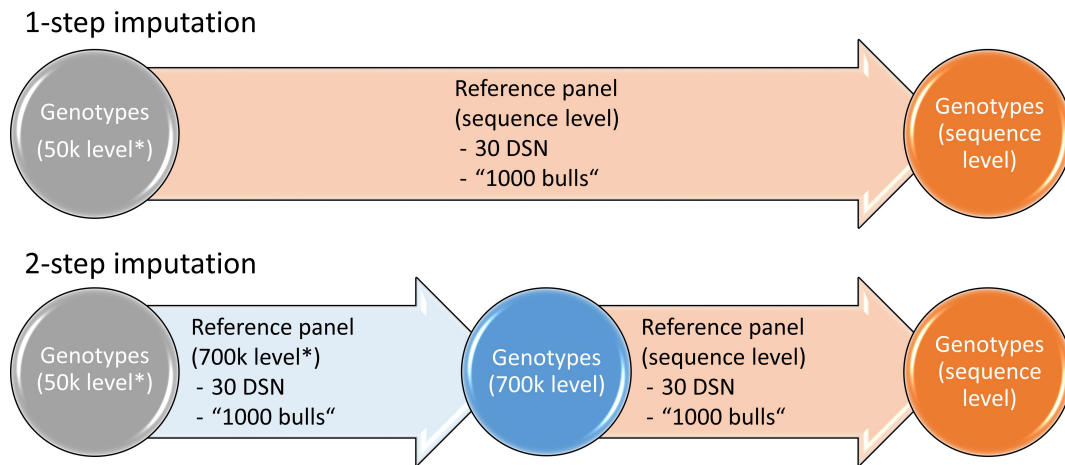 1-step imputation
Genotypes
(50k level*)
Reference panel
(sequence level)
- 30 DSN
- “1000 bulls“
Genotypes
(sequence
level)
2-step imputation
Genotypes
(50k level*)
Reference panel
(700k level*)
- 30 DSN
- “1000 bulls“
Genotypes
(700k level)
Reference panel
(sequence level)
- 30 DSN
- “1000 bulls“
Genotypes
(sequence
level)